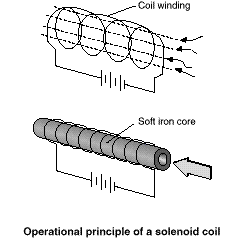 Coil winding
Soft iron core
Operational principle of a solenoid coil